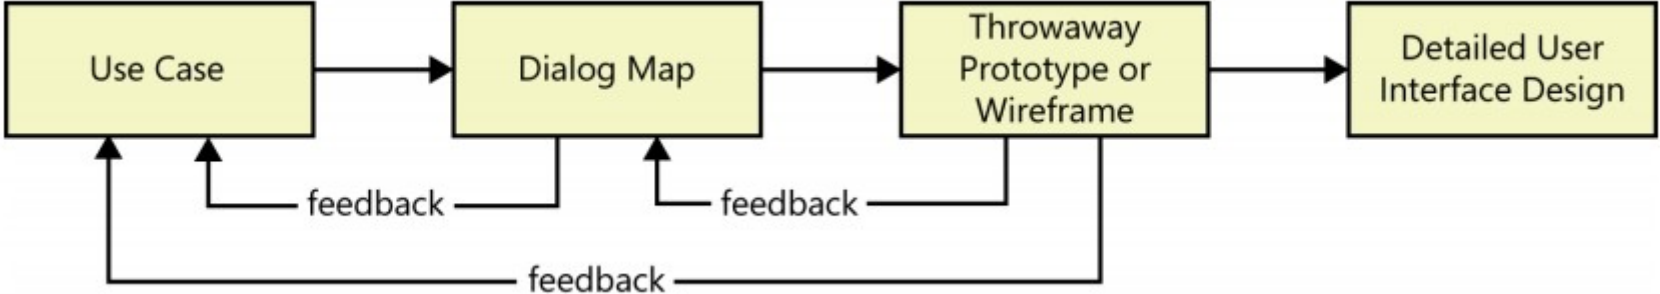 Use Case
Dialog Map
Throwaway
Prototype or
Wireframe
Detailed User
Interface Design
feedback
feedback
feedback